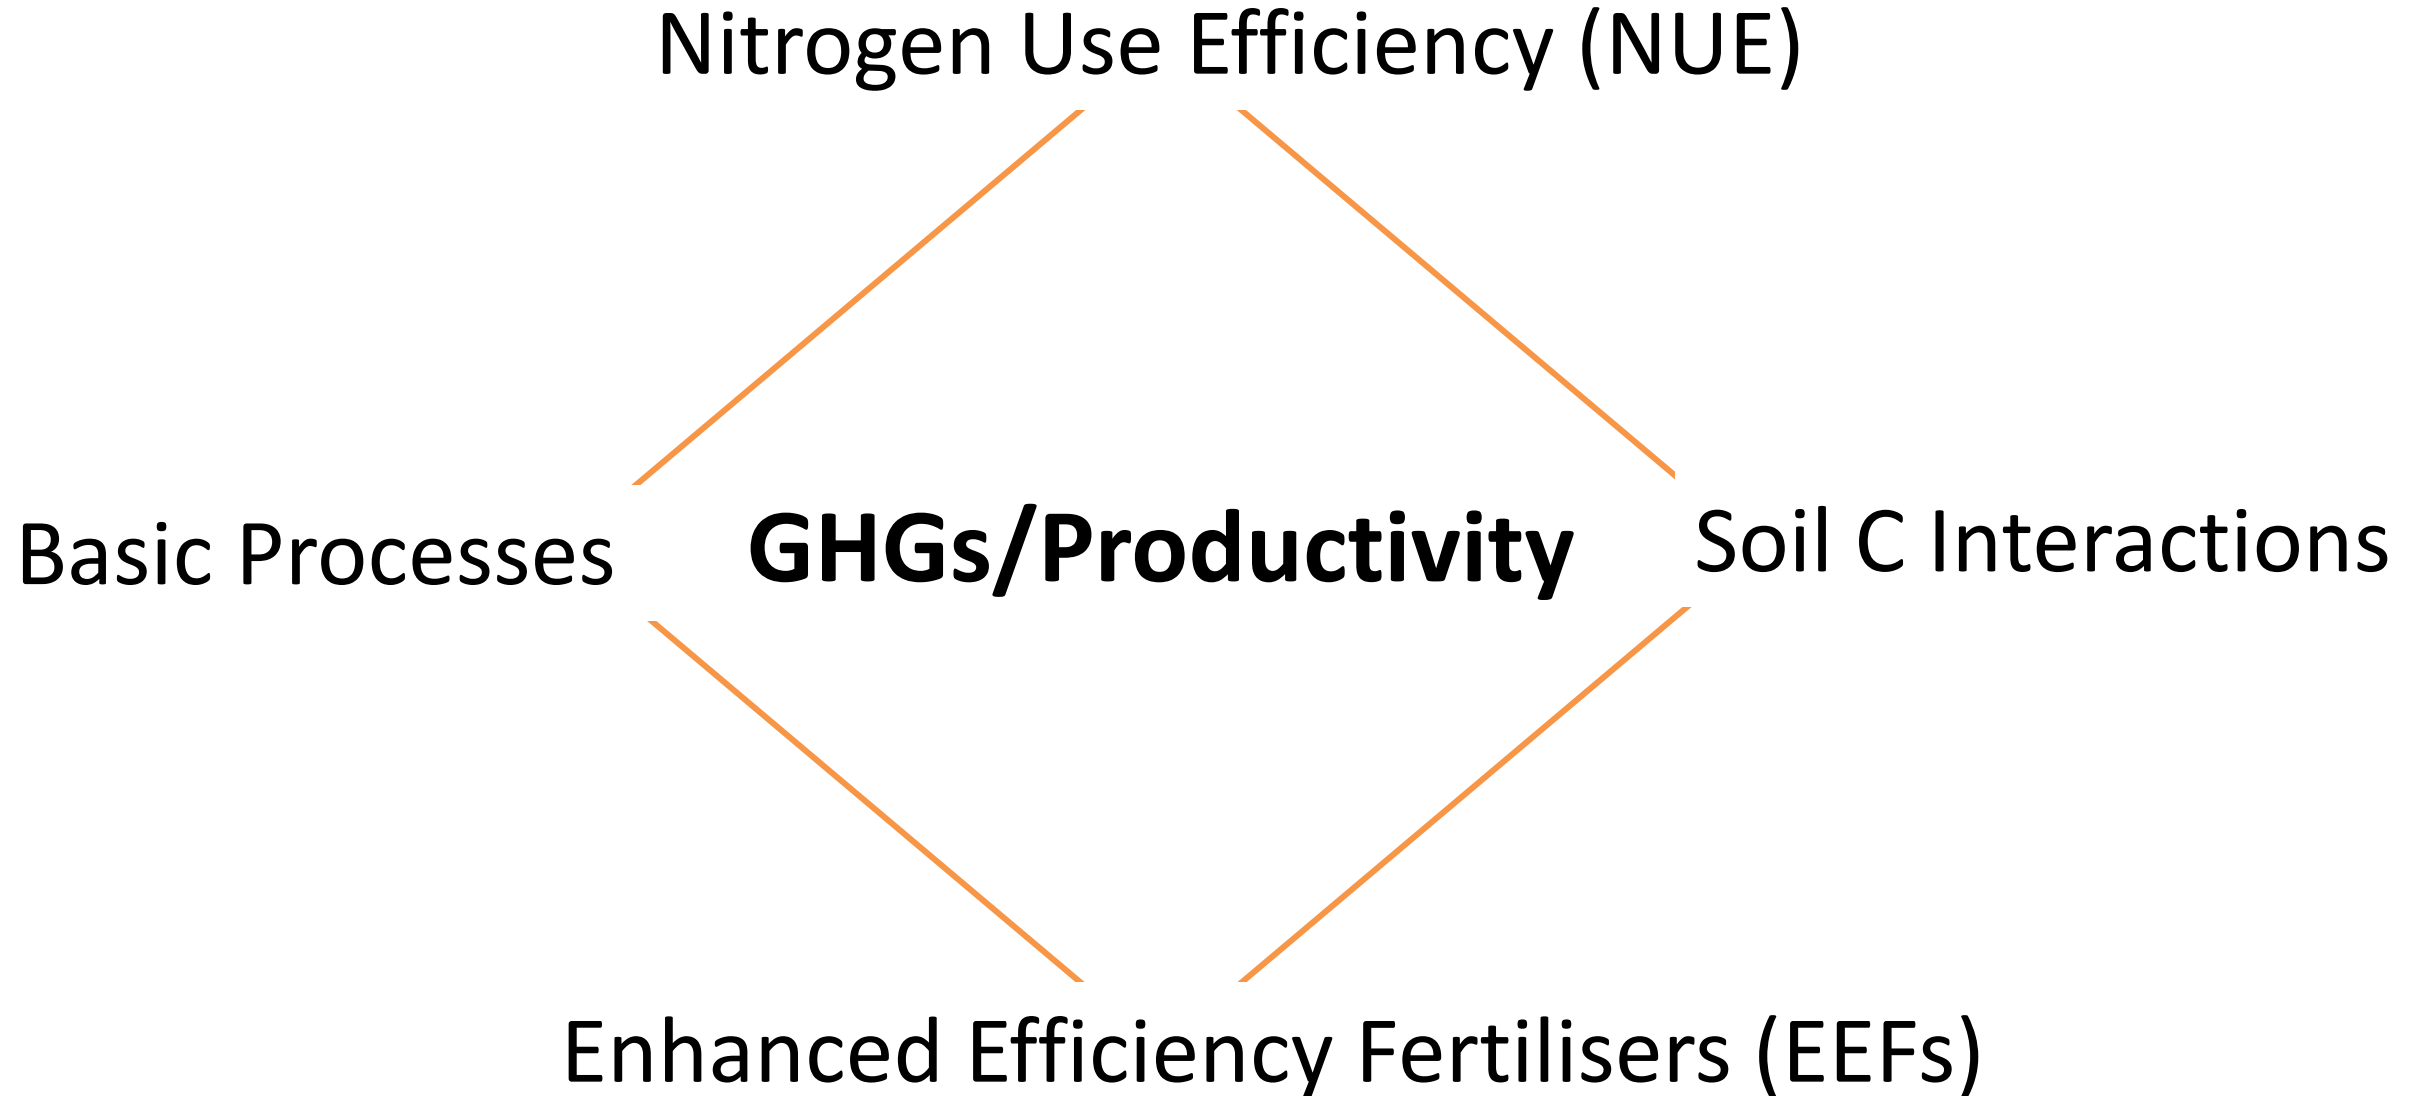 Nitrogen Use Efficiency (NUE)
Basic Processes
GHGs/Productivity
Soil C Interactions
Enhanced Efficiency Fertilisers (EEFs)